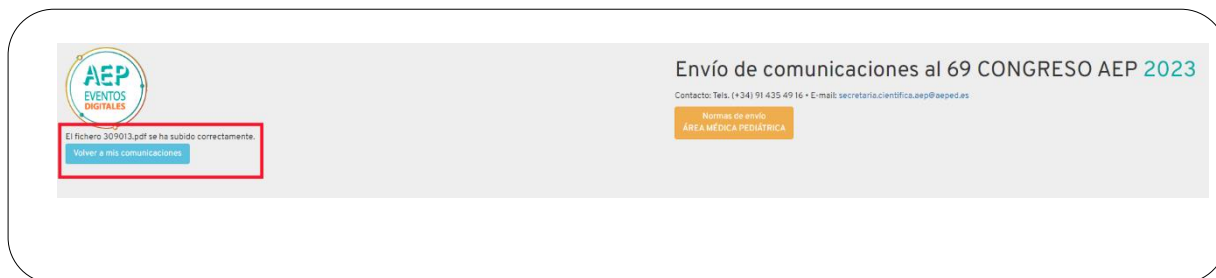 AEP
EVENTOS
DIGITALES
El fichero 309013.pdf se ha subido correctamente.
Volver a mis comunicaciones
Envío de comunicaciones al 69 CONGRESO AEP 2023
Contacto: Tels. (+34) 91 435 49 16 • E-mail: secretaria.cientifica.aep@aeped.es
Normas de envío
ÁREA MÉDICA PEDIÁTRICA